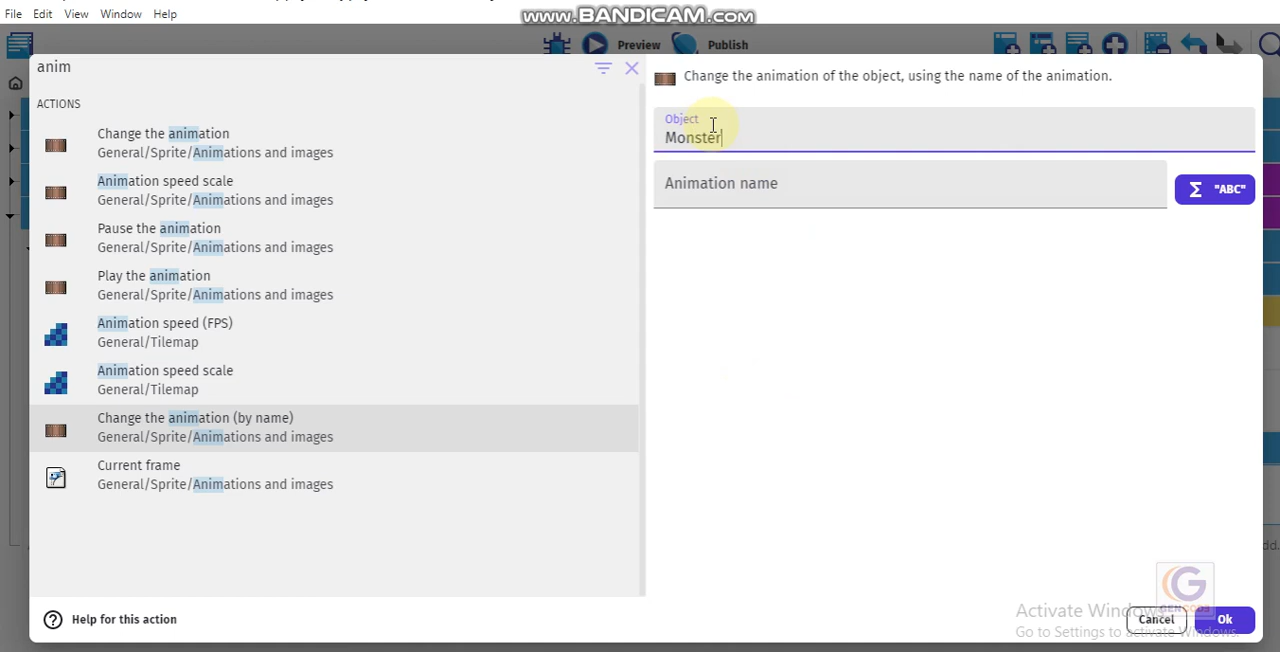 File Edit View Window Help
www.BANDICAM.com
Preview Publish
anim
ACTIONS
Change the animation
General/Sprite/Animations and images
Animation speed scale
General/Sprite/Animations and images
Pause the animation
General/Sprite/Animations and images
Play the animation
General/Sprite/Animations and images
Animation speed (FPS)
General/Tilemap
Animation speed scale
General/Tilemap
Change the animation (by name)
General/Sprite/Animations and images
Current frame
General/Sprite/Animations and images
Help for this action
Change the animation of the object, using the name of the animation.
Object
Monster
Animation name
Σ "ABC"
dd.
Activate Windows
Go to Settings to activate Windows.
Cancel Ok